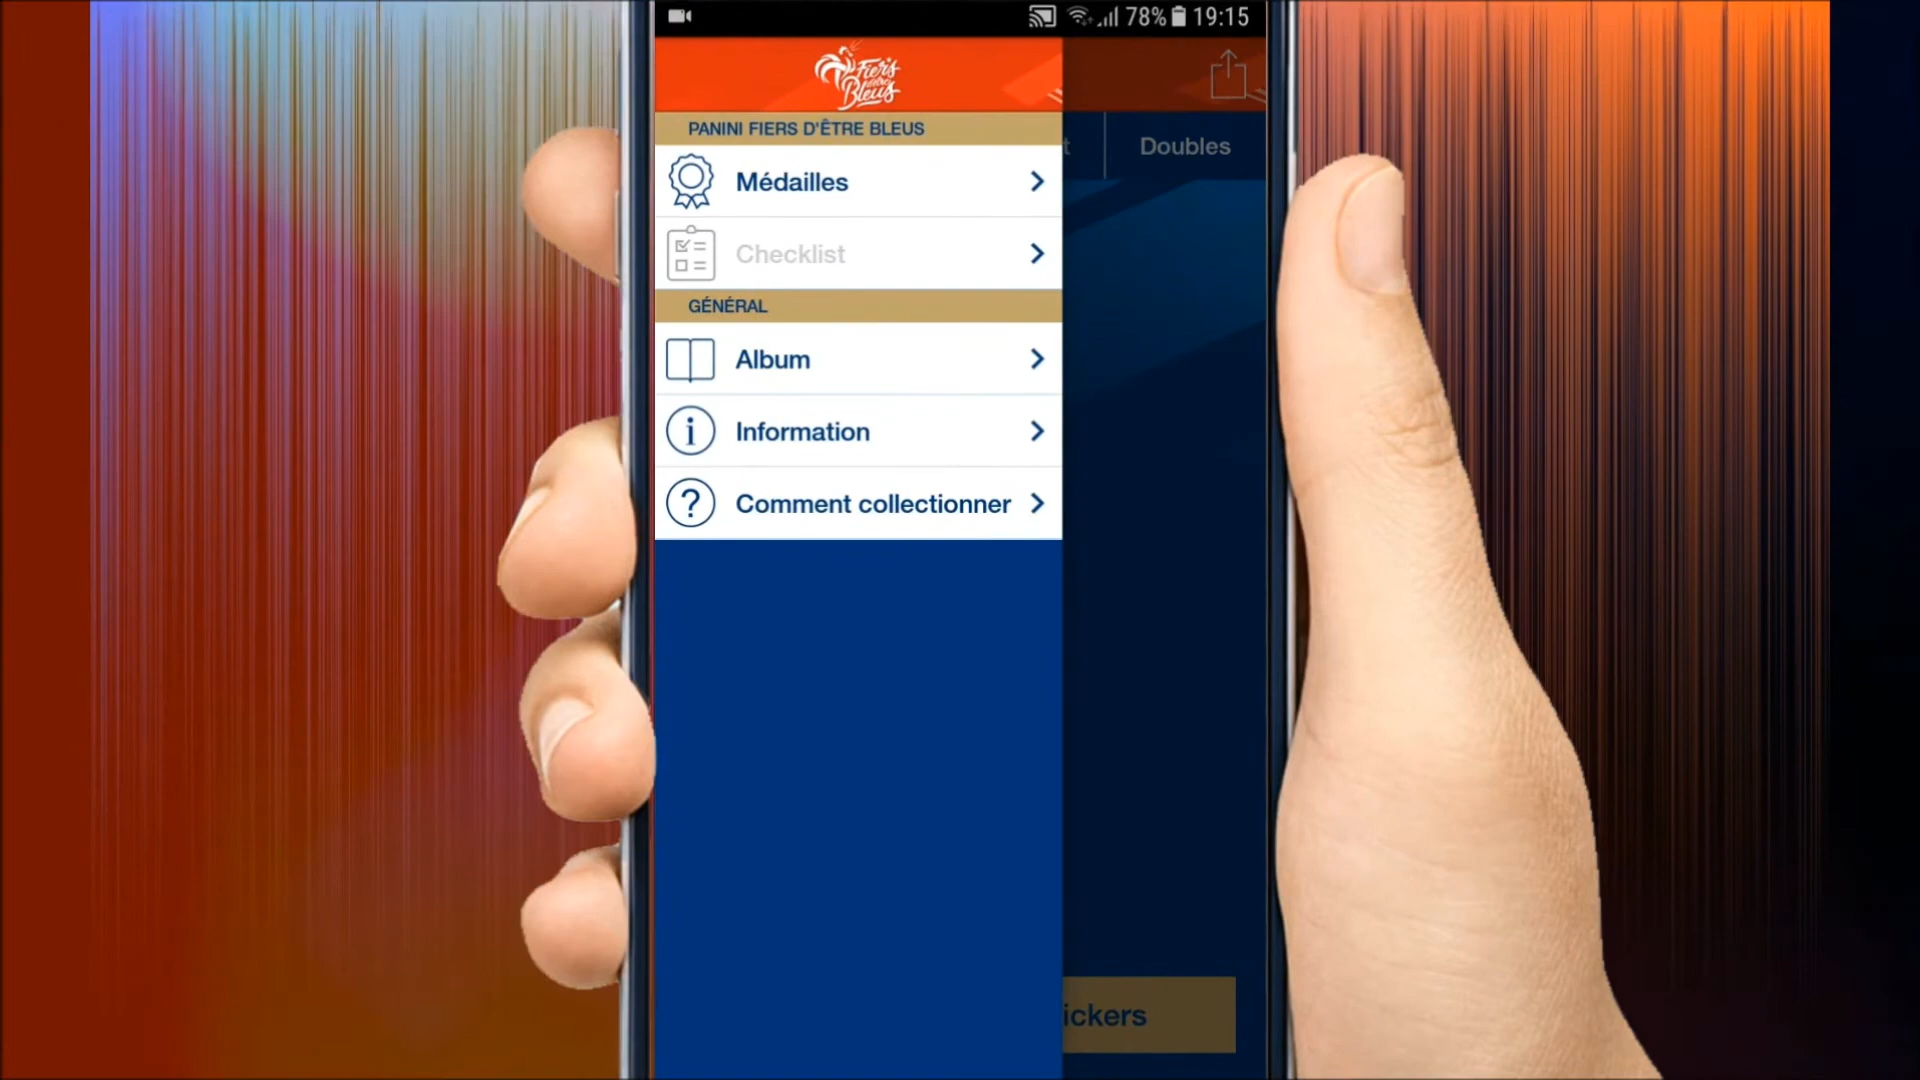 78% 19:15
Fiers
d'être
Bleus
PANINI FIERS D'ÊTRE BLEUS
Médailles
Checklist
GÉNÉRAL
Album
Information
Comment collectionner
t
Doubles
ickers